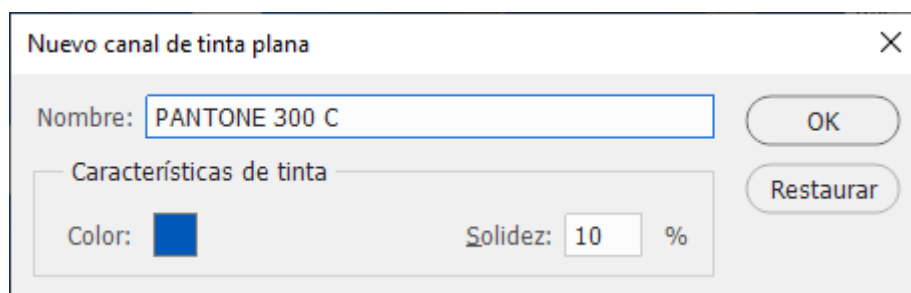 Nuevo canal de tinta plana
Nombre: PANTONE 300 C
OK
Características de tinta
Restaurar
Color: Solidez: 10 %